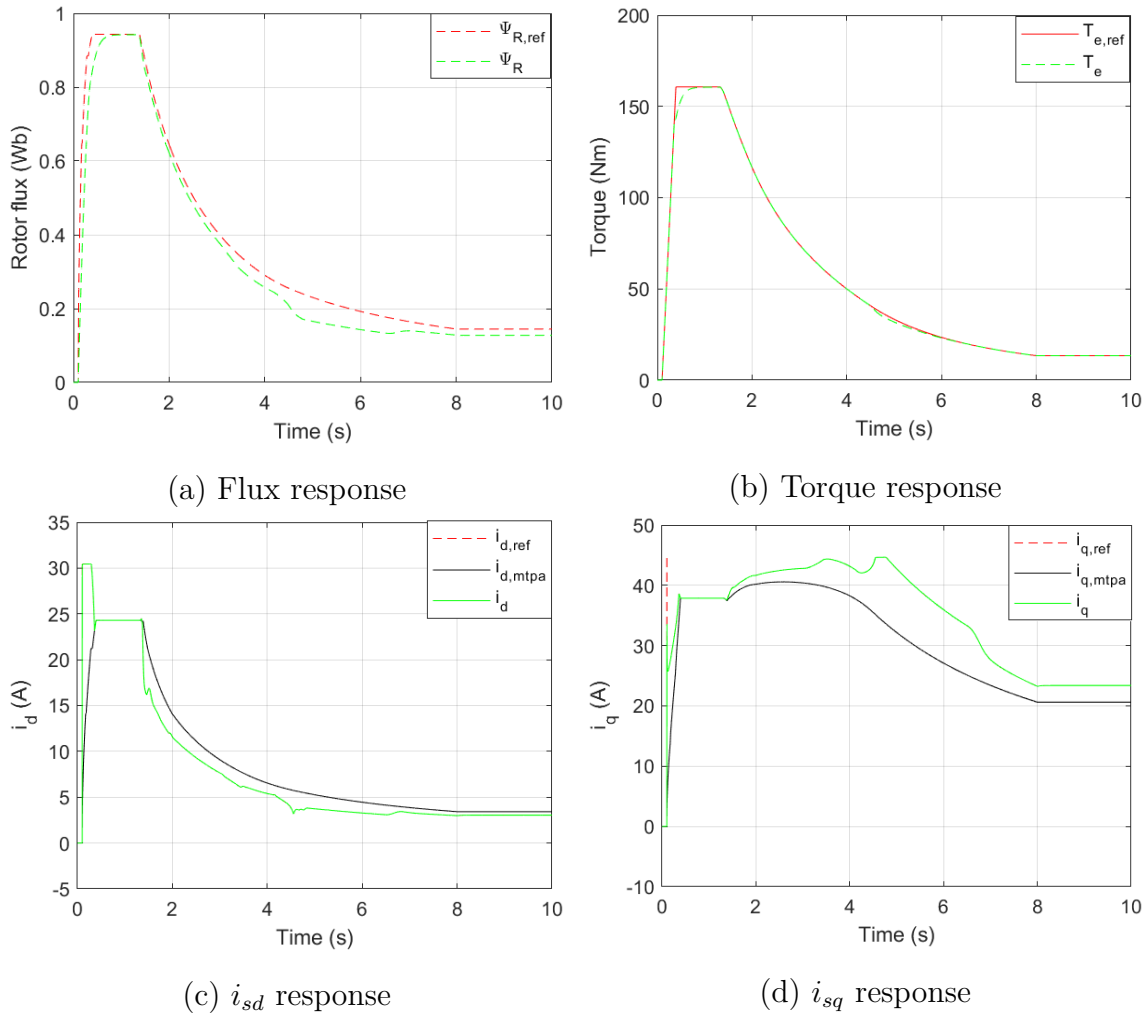 1
0.8
0.6
0.4
0.2
0
Rotor flux (Wb)
Ψ_R,ref
Ψ_R
0 2 4 6 8 10
Time (s)
(a) Flux response
200
150
100
50
0
Torque (Nm)
T_e,ref
T_e
0 2 4 6 8 10
Time (s)
(b) Torque response
35
30
25
20
15
10
5
0
-5
i_d (A)
i_d,ref
i_d,mtpa
i_d
0 2 4 6 8 10
Time (s)
(c) i_sd response
50
40
30
20
10
0
-10
i_q (A)
i_q,ref
i_q,mtpa
i_q
0 2 4 6 8 10
Time (s)
(d) i_sq response